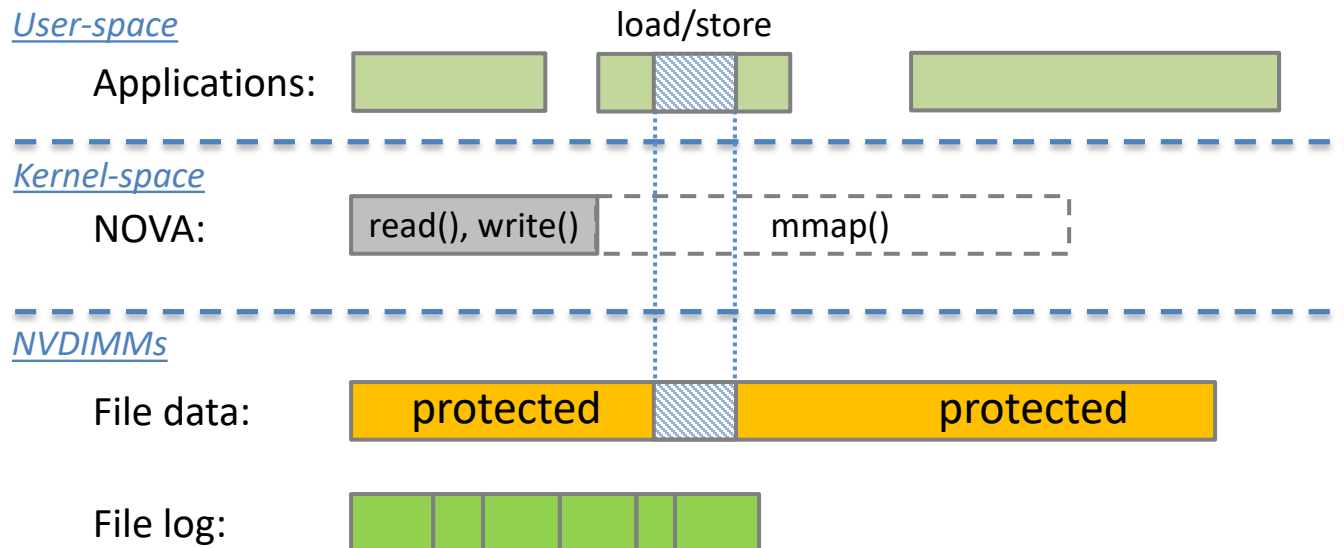 User-space
load/store
Applications:
Kernel-space
NOVA:
read(), write()
mmap()
NVDIMMs
File data:
protected
protected
File log: